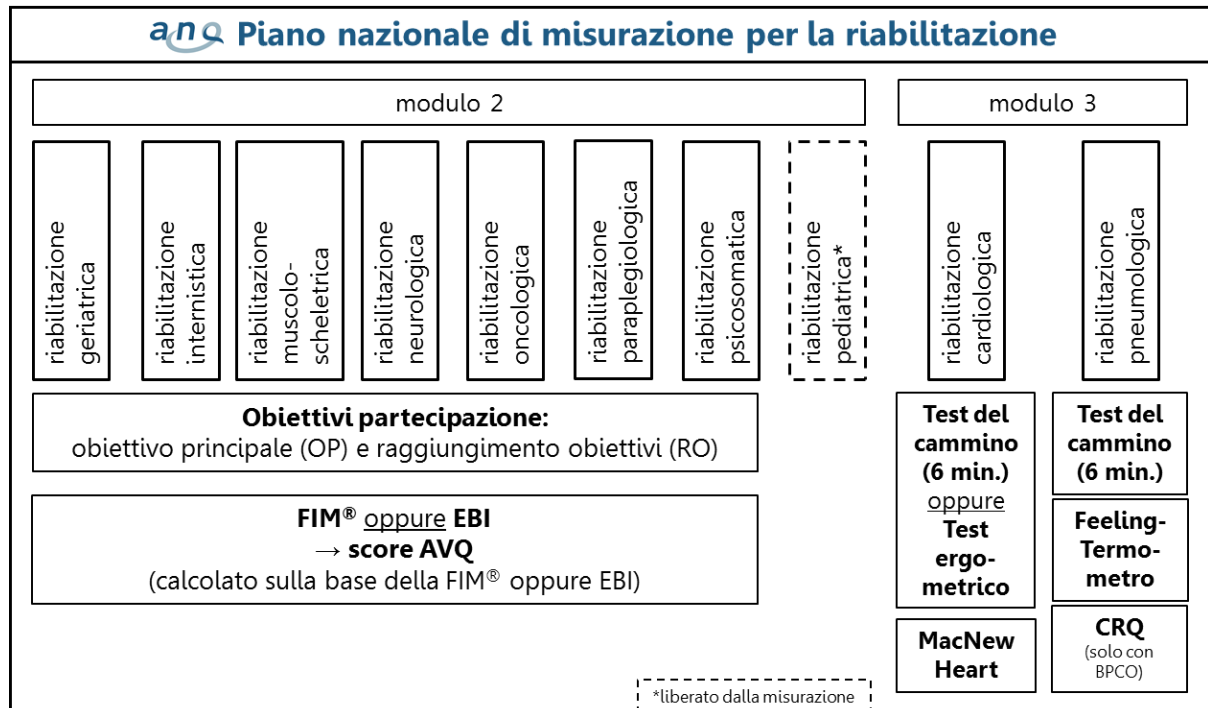 anq Piano nazionale di misurazione per la riabilitazione
modulo 2
modulo 3
riabilitazione
geriatrica
riabilitazione
internistica
riabilitazione
muscolo-
scheletrica
riabilitazione
neurologica
riabilitazione
oncologica
riabilitazione
paraplegiologica
riabilitazione
psicosomatica
riabilitazione
pediatrica*
riabilitazione
cardiologica
riabilitazione
pneumologica
Obiettivi partecipazione:
obiettivo principale (OP) e raggiungimento obiettivi (RO)
FIM® oppure EBI
→ score AVQ
(calcolato sulla base della FIM® oppure EBI)
Test del
cammino
(6 min.)
oppure
Test
ergo-
metrico
MacNew
Heart
Test del
cammino
(6 min.)
Feeling-
Termo-
metro
CRQ
(solo con
BPCO)
*liberato dalla misurazione